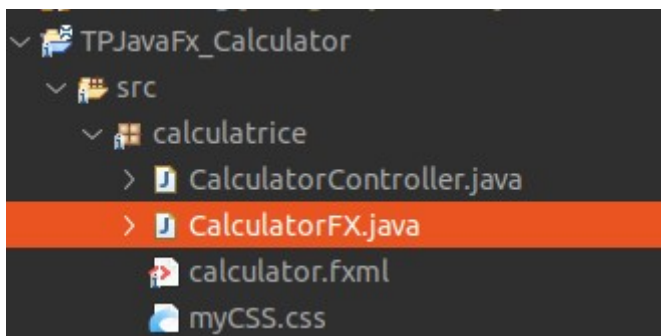 TPJavaFx_Calculator
src
calculatrice
CalculatorController.java
CalculatorFX.java
calculator.fxml
myCSS.css